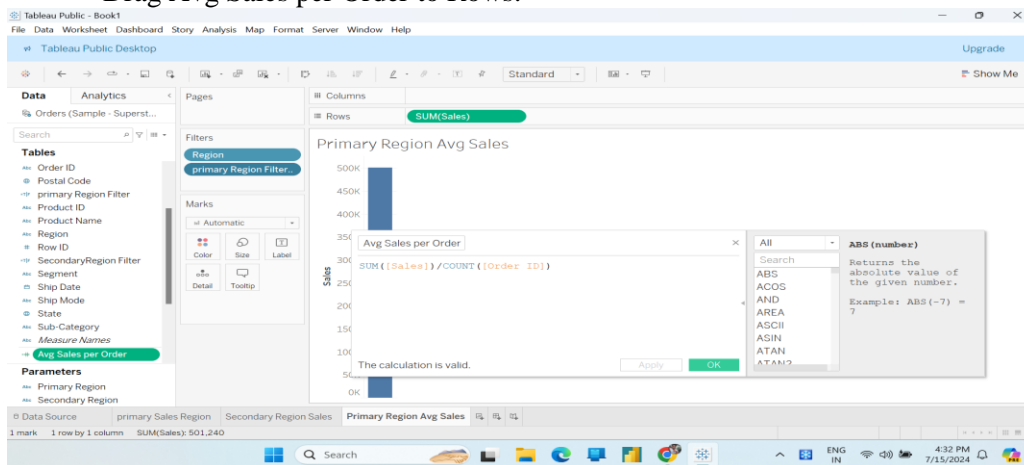 Drag Avg Sales per Order to Rows.
Tableau Public - Book1
File Data Worksheet Dashboard Story Analysis Map Format Server Window Help
Tableau Public Desktop Upgrade
Standard Show Me
Data Analytics Pages Columns
Orders (Sample - Superst... Rows SUM(Sales)
Search
Filters
Primary Region Avg Sales
Tables
Region
primary Region Filter..
Order ID
Postal Code
primary Region Filter
Product ID
Product Name
Region
Row ID
SecondaryRegion Filter
Segment
Ship Date
Ship Mode
State
Sub-Category
Measure Names
Avg Sales per Order
Parameters
Primary Region
Secondary Region
Marks
Automatic
Color Size Label
Detail Tooltip
500K
450K
400K
350
300
250
200
150
100
50
0K
Sales
Avg Sales per Order
SUM([Sales])/COUNT([Order ID])
The calculation is valid. Apply OK
All
Search
ABS
ACOS
AND
AREA
ASCII
ASIN
ATAN
ATAN2
ABS(number)
Returns the
absolute value of
the given number.
Example: ABS(-7) =
7
Data Source primary Sales Region Secondary Region Sales Primary Region Avg Sales
1 mark 1 row by 1 column SUM(Sales): 501,240
Search
ENG
IN
4:32 PM
7/15/2024